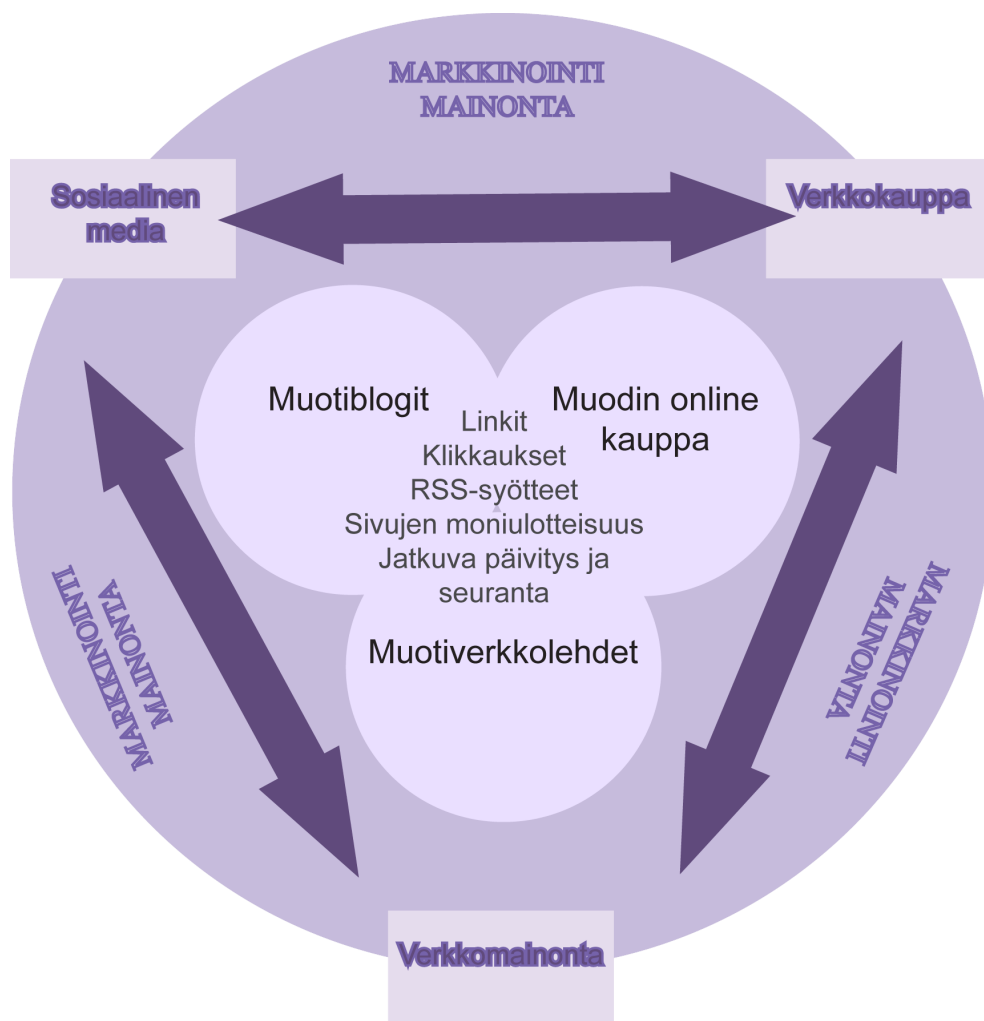 MARKKINOINTI
MAINONTA
Sosiaalinen
media
Verkkokauppa
Muotiblogit
Muodin online
kauppa
Linkit
Klikkaukset
RSS-syötteet
Sivujen moniulotteisuus
Jatkuva päivitys ja
seuranta
Muotiverkkolehdet
MARKKINOINTI
MAINONTA
MARKKINOINTI
MAINONTA
Verkkomainonta